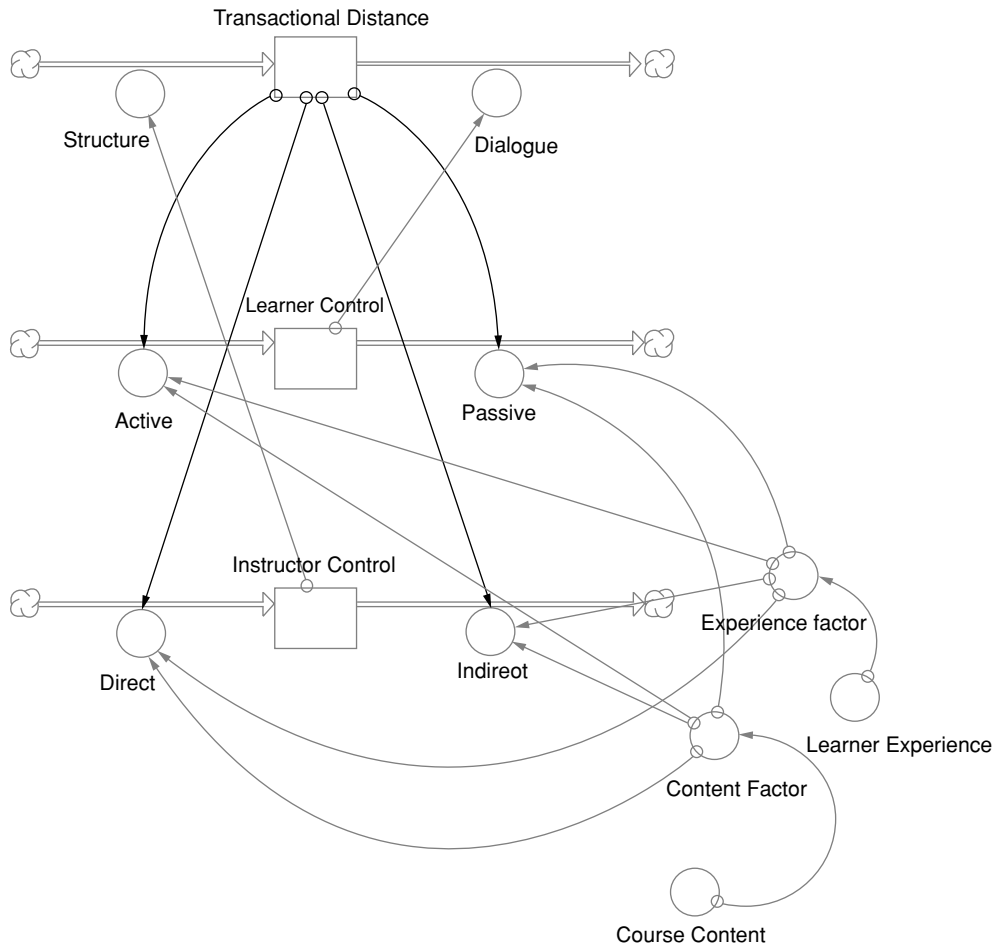 Transactional Distance
Structure
Dialogue
Learner Control
Active
Passive
Instructor Control
Experience factor
Direct
Indireot
Learner Experience
Content Factor
Course Content